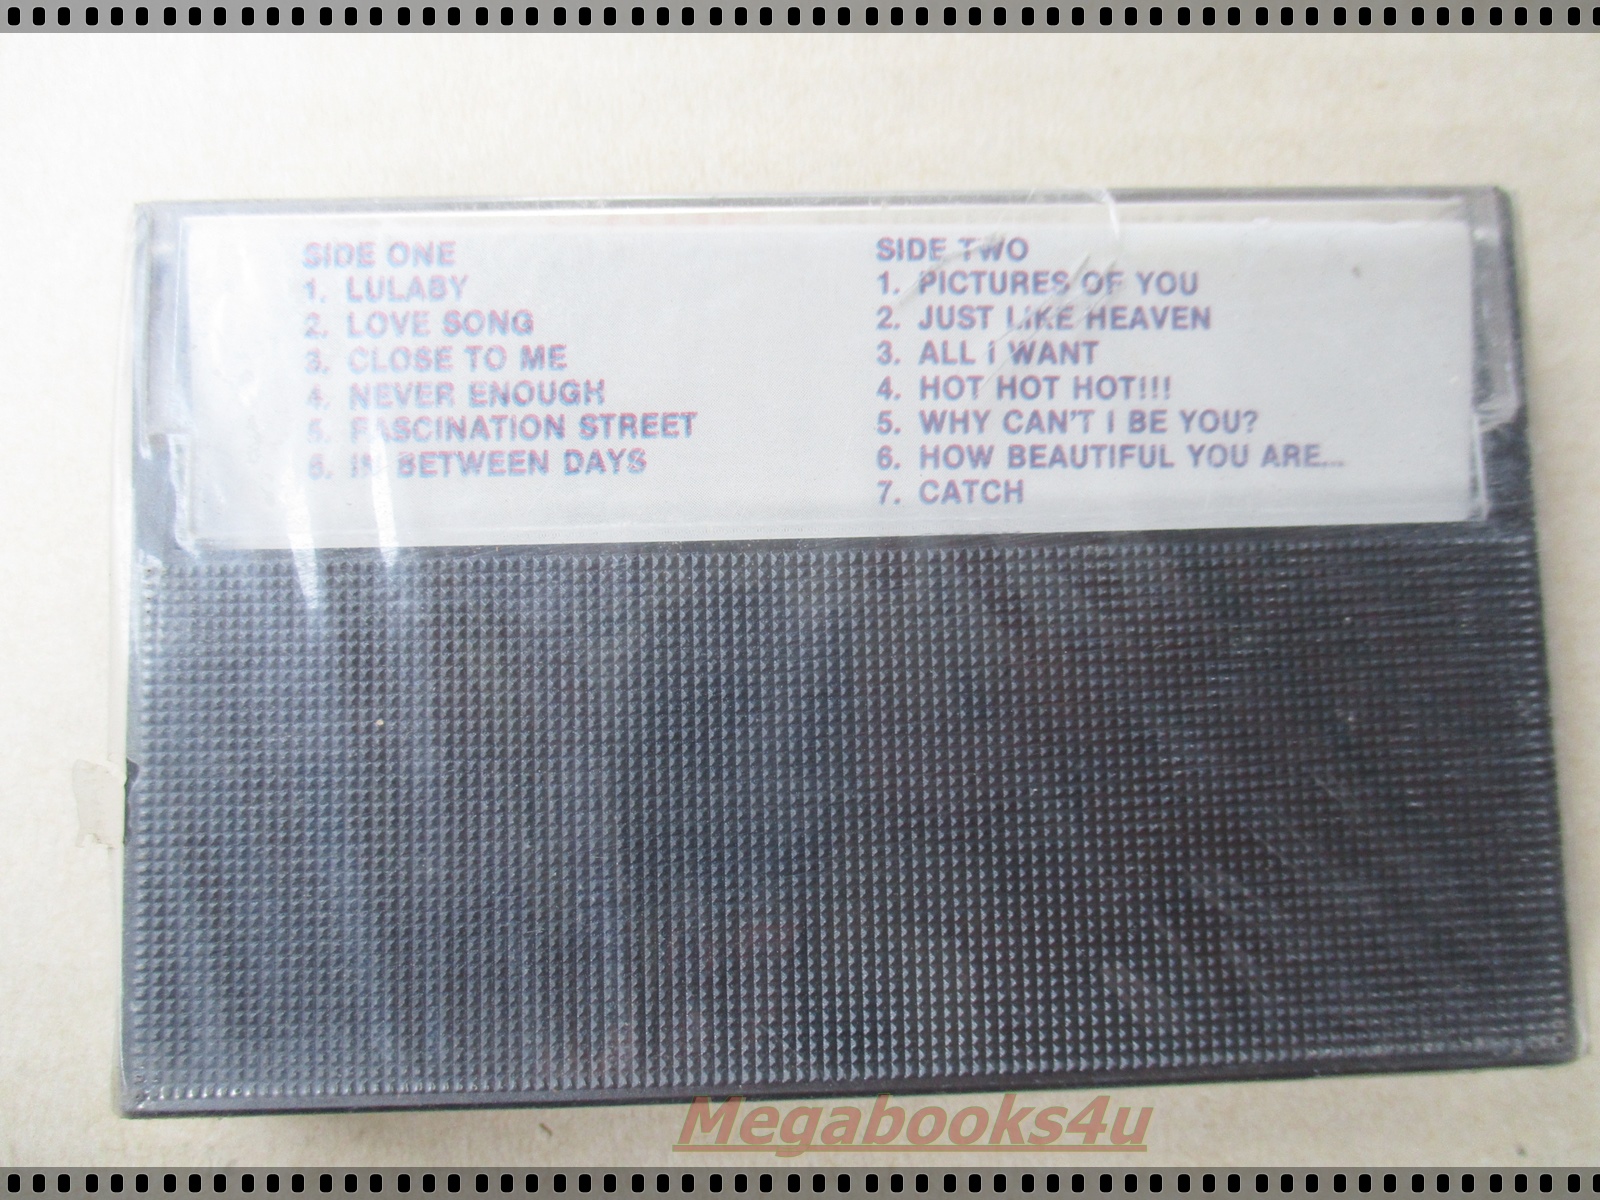 SIDE ONE
1. LULABY
2. LOVE SONG
3. CLOSE TO ME
4. NEVER ENOUGH
5. FASCINATION STREET
6. IN BETWEEN DAYS
SIDE TWO
1. PICTURES OF YOU
2. JUST LIKE HEAVEN
3. ALL I WANT
4. HOT HOT HOT!!!
5. WHY CAN'T I BE YOU?
6. HOW BEAUTIFUL YOU ARE...
7. CATCH
Megabooks4u